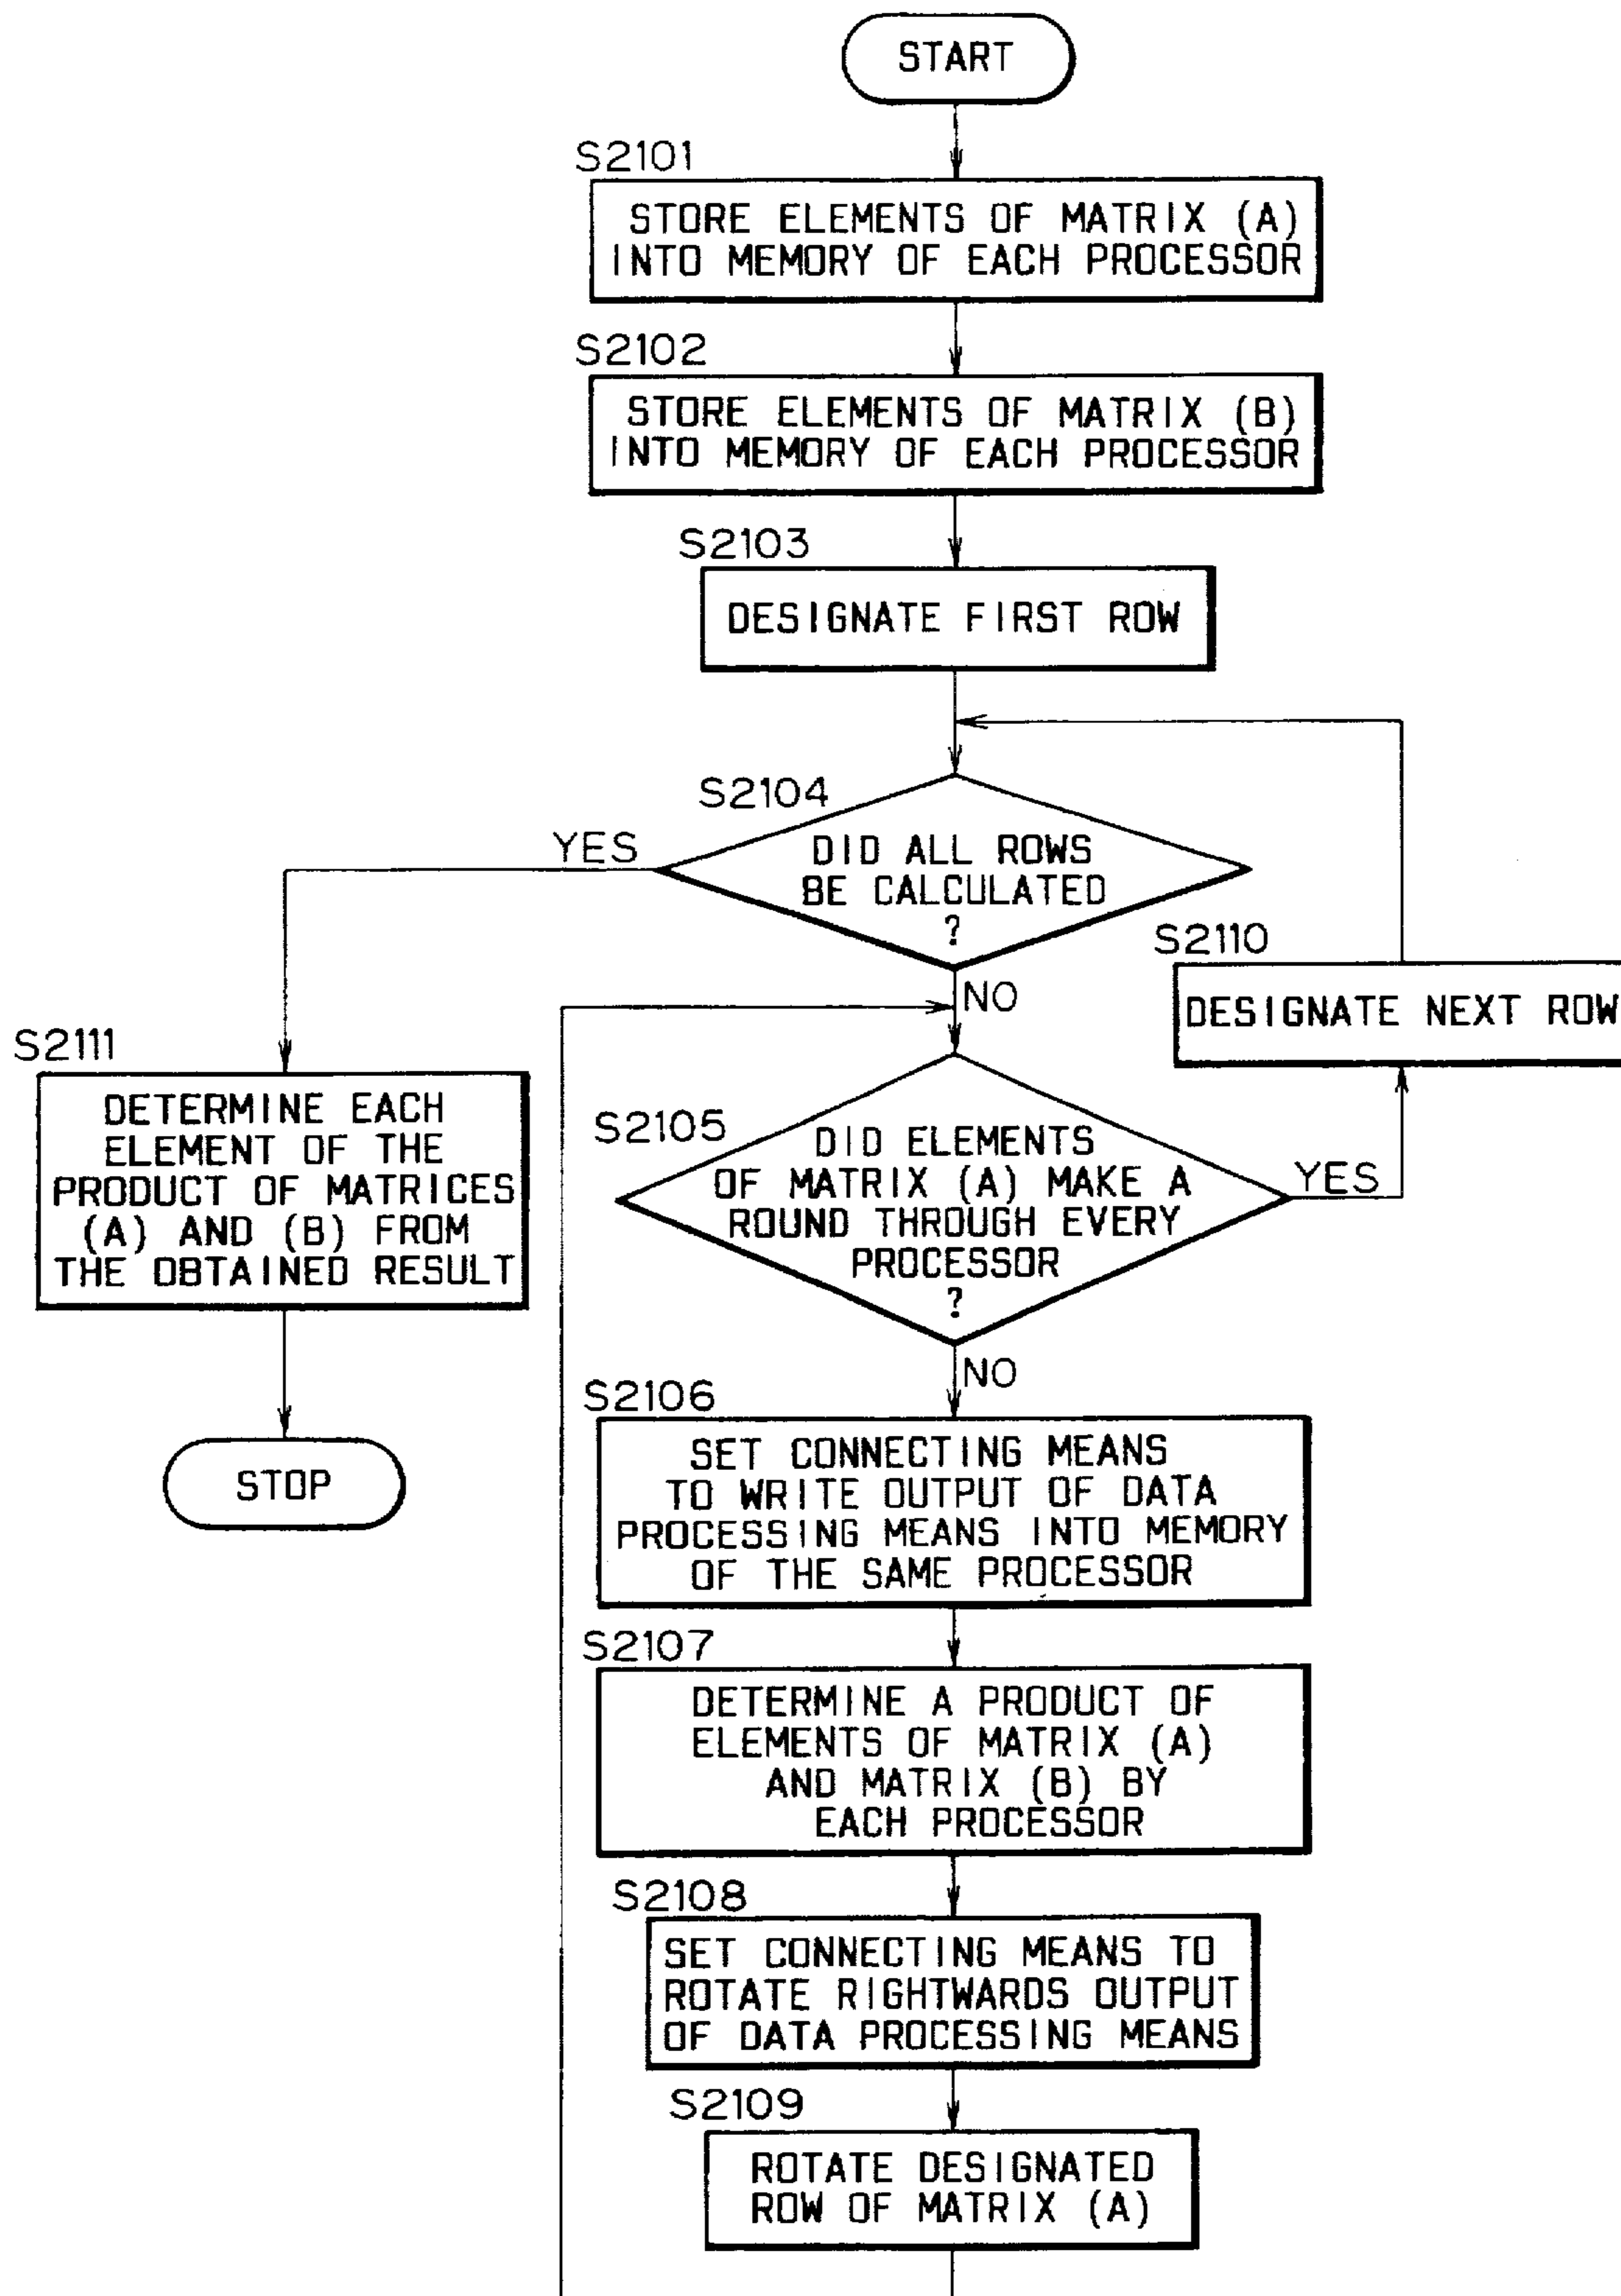 START
S2101
STORE ELEMENTS OF MATRIX (A)
INTO MEMORY OF EACH PROCESSOR
S2102
STORE ELEMENTS OF MATRIX (B)
INTO MEMORY OF EACH PROCESSOR
S2103
DESIGNATE FIRST ROW
S2104
YES
DID ALL ROWS
BE CALCULATED
?
NO
S2110
DESIGNATE NEXT ROW
S2111
DETERMINE EACH
ELEMENT OF THE
PRODUCT OF MATRICES
(A) AND (B) FROM
THE OBTAINED RESULT
STOP
S2105
DID ELEMENTS
OF MATRIX (A) MAKE A
ROUND THROUGH EVERY
PROCESSOR
?
YES
NO
S2106
SET CONNECTING MEANS
TO WRITE OUTPUT OF DATA
PROCESSING MEANS INTO MEMORY
OF THE SAME PROCESSOR
S2107
DETERMINE A PRODUCT OF
ELEMENTS OF MATRIX (A)
AND MATRIX (B) BY
EACH PROCESSOR
S2108
SET CONNECTING MEANS TO
ROTATE RIGHTWARDS OUTPUT
OF DATA PROCESSING MEANS
S2109
ROTATE DESIGNATED
ROW OF MATRIX (A)